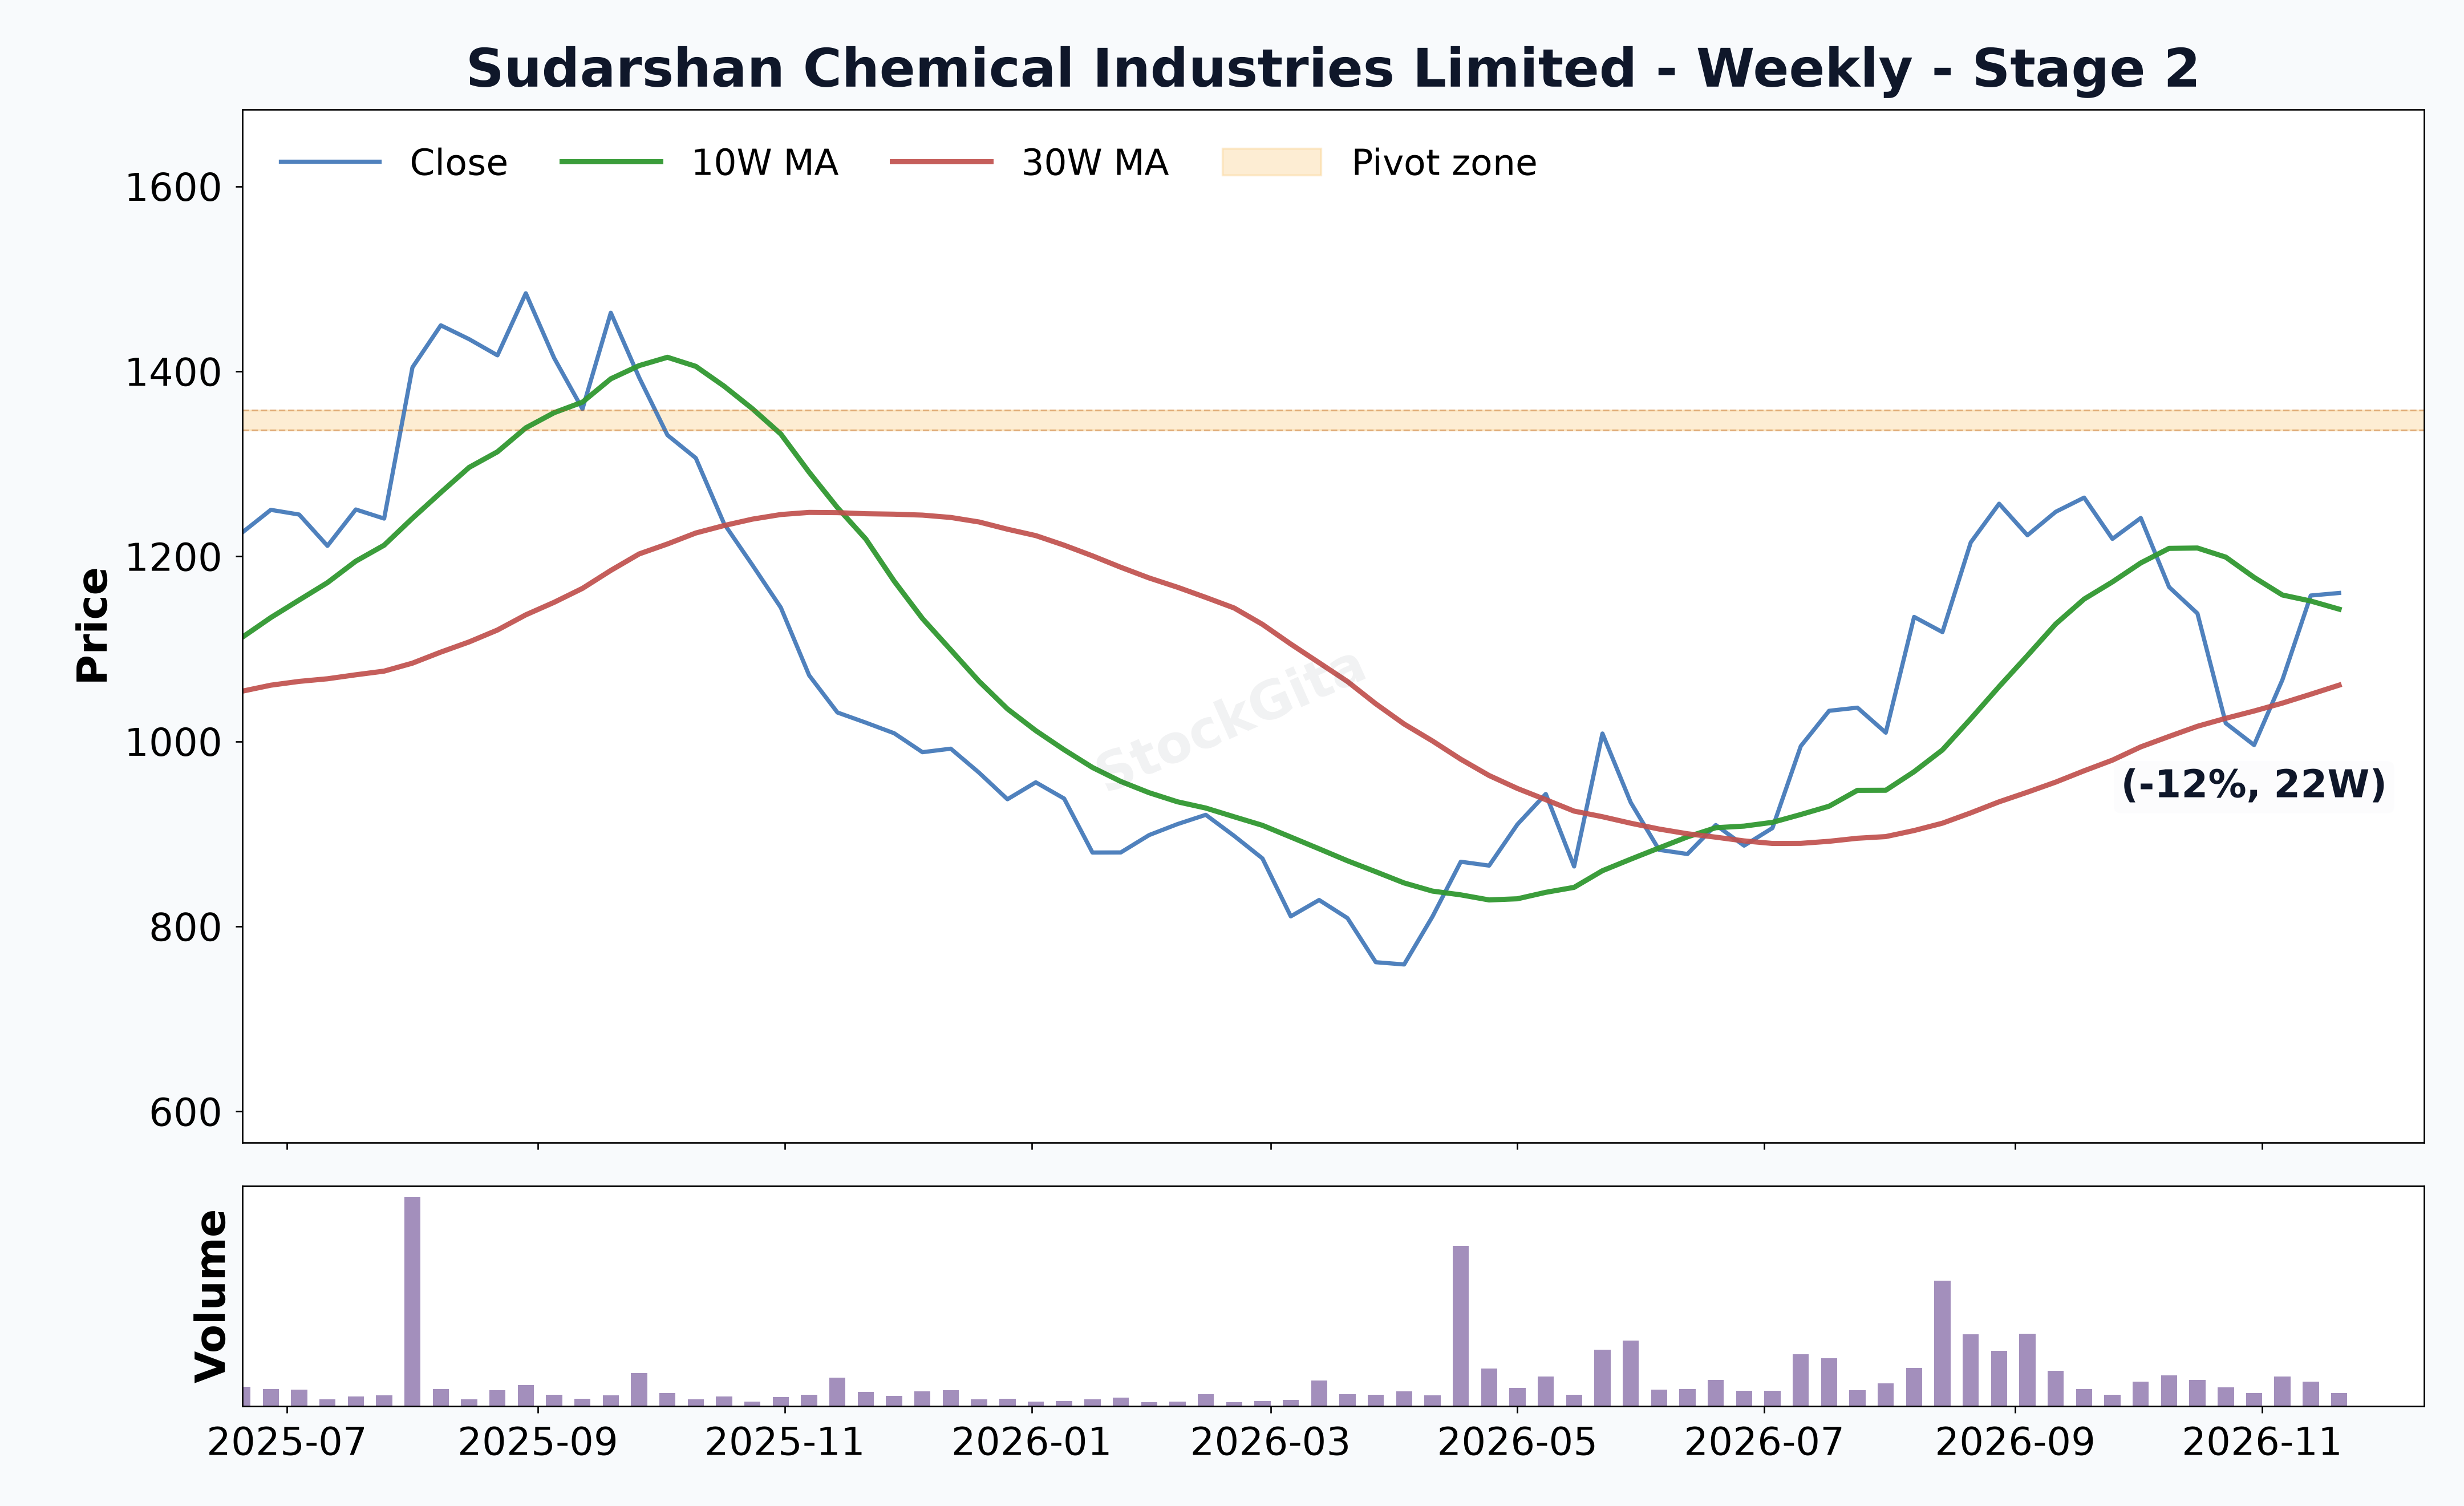 Sudarshan Chemical Industries Limited - Weekly - Stage 2
Close 10W MA 30W MA Pivot zone
Price
1600
1400
1200
1000
800
600
StockGita
(-12%, 22W)
Volume
2025-07 2025-09 2025-11 2026-01 2026-03 2026-05 2026-07 2026-09 2026-11